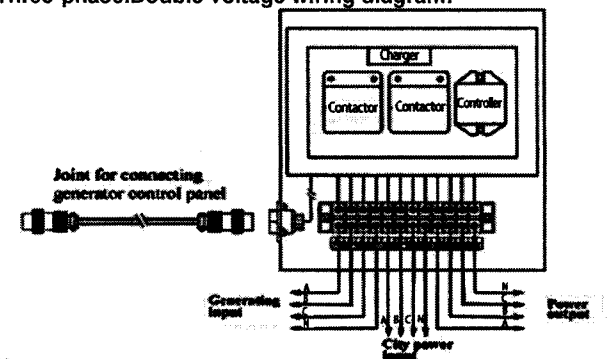 Three-phase.Double voltage wiring diagram:
Charger
Contactor
Contactor
Controller
Joint for connecting
generator control panel
Generating
input
A
B
C
N
A B C N
City power
input
N
C
B
A
Power
output